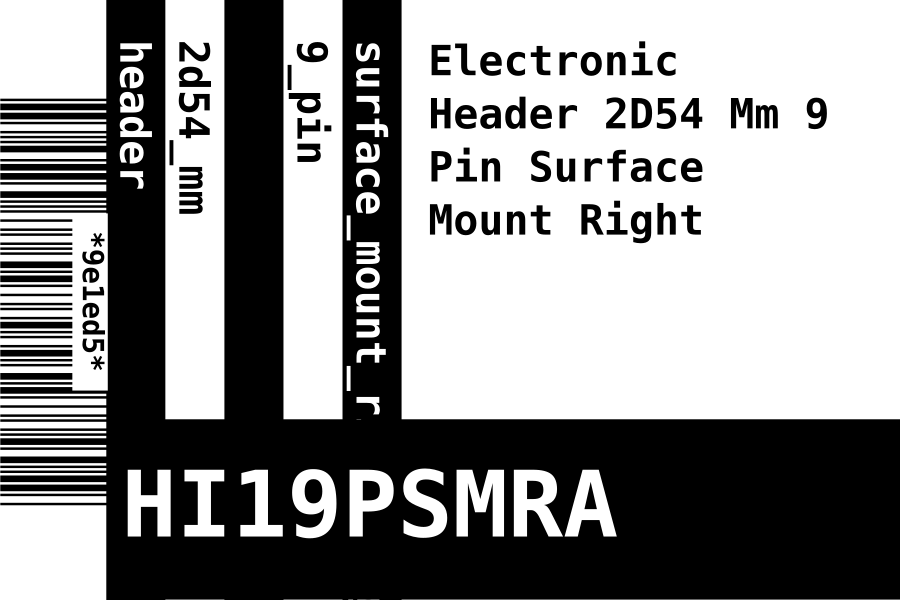 *9e1ed5*
header
2d54_mm
9_pin
surface_mount_r
Electronic
Header 2D54 Mm 9
Pin Surface
Mount Right
HI19PSMRA